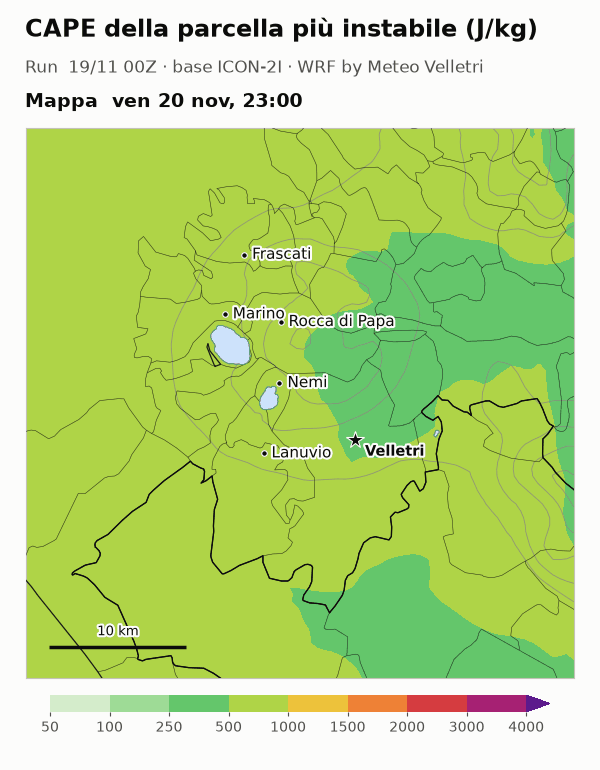 CAPE della parcella più instabile (J/kg)
Run  19/11 00Z · base ICON-2I · WRF by Meteo Velletri
Mappa  ven 20 nov, 23:00
Frascati
Marino
Rocca di Papa
Nemi
Velletri
Lanuvio
10 km
50 100 250 500 1000 1500 2000 3000 4000